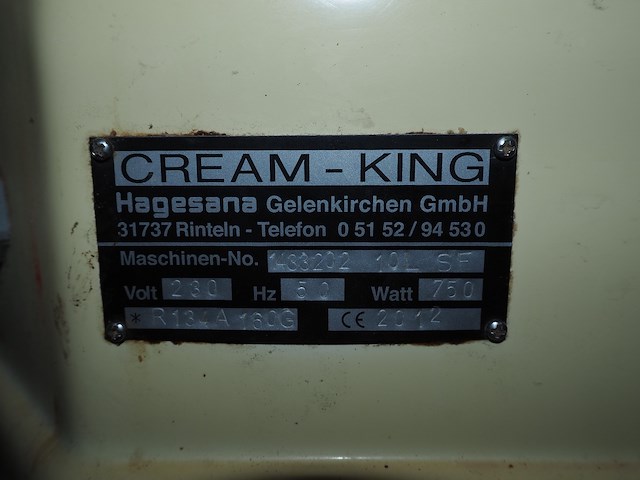 CREAM - KING
Hagesana Gelenkirchen GmbH
31737 Rinteln - Telefon 0 51 52 / 94 53 0
Maschinen-No. 1433202 10L SF
Volt 230 Hz 50 Watt 750
* R134A 160G CE 2012